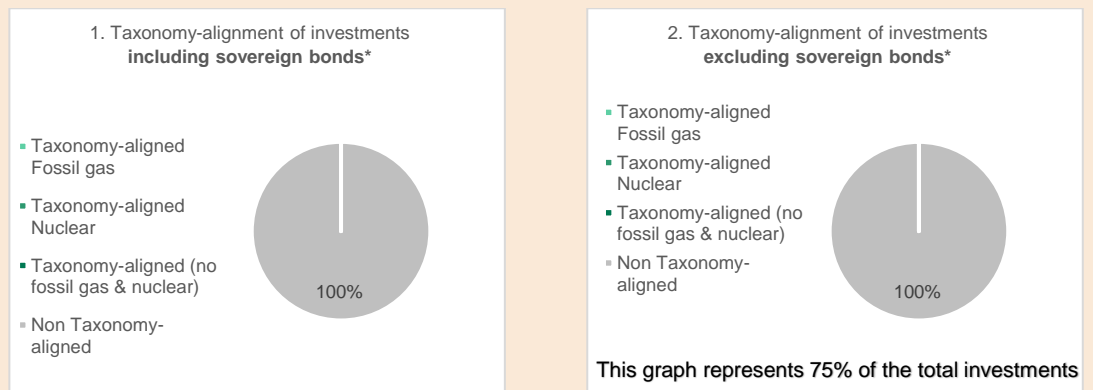 1. Taxonomy-alignment of investments
including sovereign bonds*
Taxonomy-aligned
Fossil gas
Taxonomy-aligned
Nuclear
Taxonomy-aligned (no
fossil gas & nuclear)
Non Taxonomy-
aligned
100%
2. Taxonomy-alignment of investments
excluding sovereign bonds*
Taxonomy-aligned
Fossil gas
Taxonomy-aligned
Nuclear
Taxonomy-aligned (no
fossil gas & nuclear)
Non Taxonomy-
aligned
100%
This graph represents 75% of the total investments